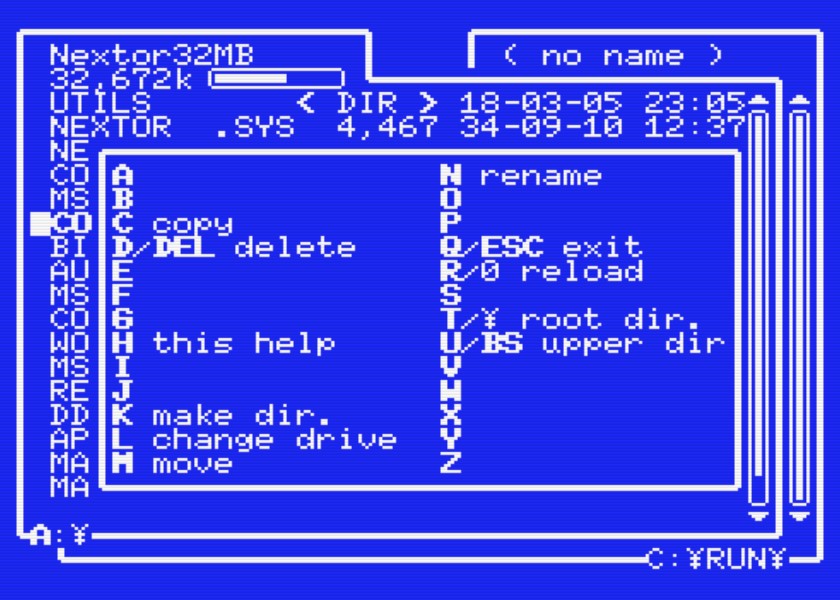 Nextor32MB ( no name )
32,672k
UTILS < DIR > 18-03-05 23:05
NEXTOR .SYS 4,467 34-09-10 12:37
NE
CO A N rename
MS B O
CO C copy P
BI D/DEL delete Q/ESC exit
AU E R/0 reload
MS F S
CO G T/¥ root dir.
WO H this help U/BS upper dir
MS I V
RE J W
DD K make dir. X
AP L change drive Y
MA M move Z
MA
A:¥
C:¥RUN¥